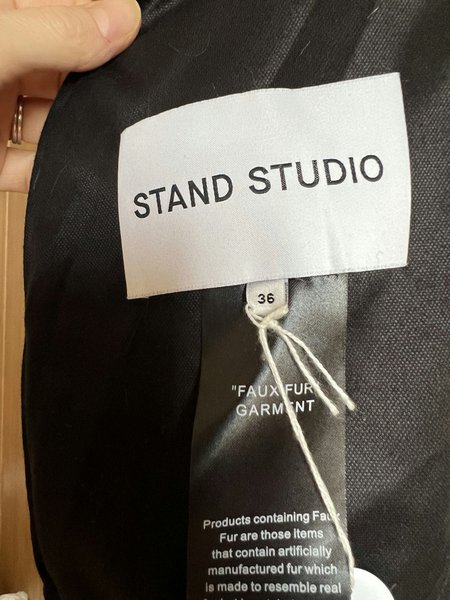 STAND STUDIO
36
"FAUX FUR"
GARMENT
Products containing Faux
Fur are those items
that contain artificially
manufactured fur which
is made to resemble real